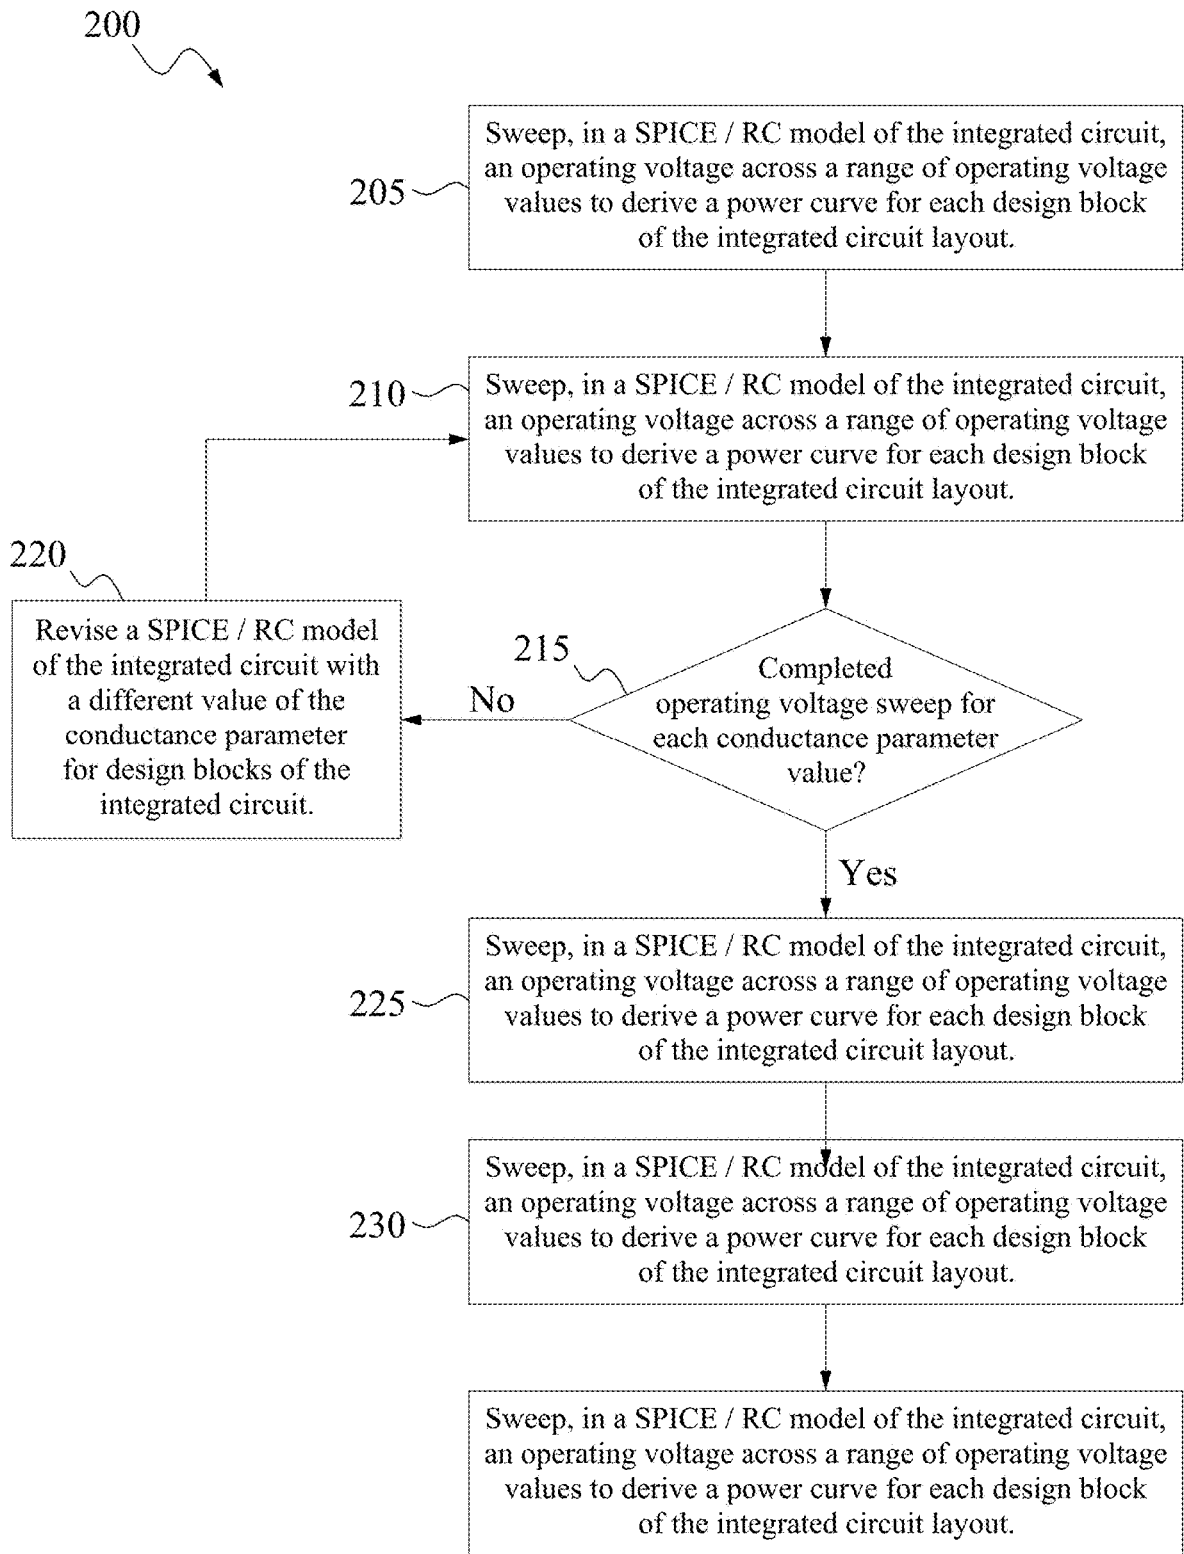 200
205
Sweep, in a SPICE / RC model of the integrated circuit,
an operating voltage across a range of operating voltage
values to derive a power curve for each design block
of the integrated circuit layout.
210
Sweep, in a SPICE / RC model of the integrated circuit,
an operating voltage across a range of operating voltage
values to derive a power curve for each design block
of the integrated circuit layout.
220
Revise a SPICE / RC model
of the integrated circuit with
a different value of the
conductance parameter
for design blocks of the
integrated circuit.
215
Completed
operating voltage sweep for
each conductance parameter
value?
No
Yes
225
Sweep, in a SPICE / RC model of the integrated circuit,
an operating voltage across a range of operating voltage
values to derive a power curve for each design block
of the integrated circuit layout.
230
Sweep, in a SPICE / RC model of the integrated circuit,
an operating voltage across a range of operating voltage
values to derive a power curve for each design block
of the integrated circuit layout.
Sweep, in a SPICE / RC model of the integrated circuit,
an operating voltage across a range of operating voltage
values to derive a power curve for each design block
of the integrated circuit layout.